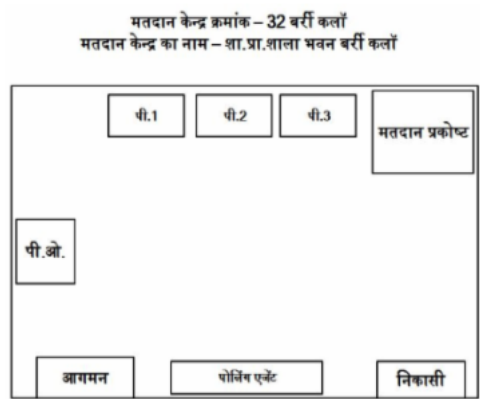 मतदान केन्द्र क्रमांक – 32 बर्री कलॉ
मतदान केन्द्र का नाम – शा.प्रा.शाला भवन बर्री कलॉ
पी.1
पी.2
पी.3
मतदान प्रकोष्ट
पी.ओ.
आगमन
पोलिंग एजेंट
निकासी